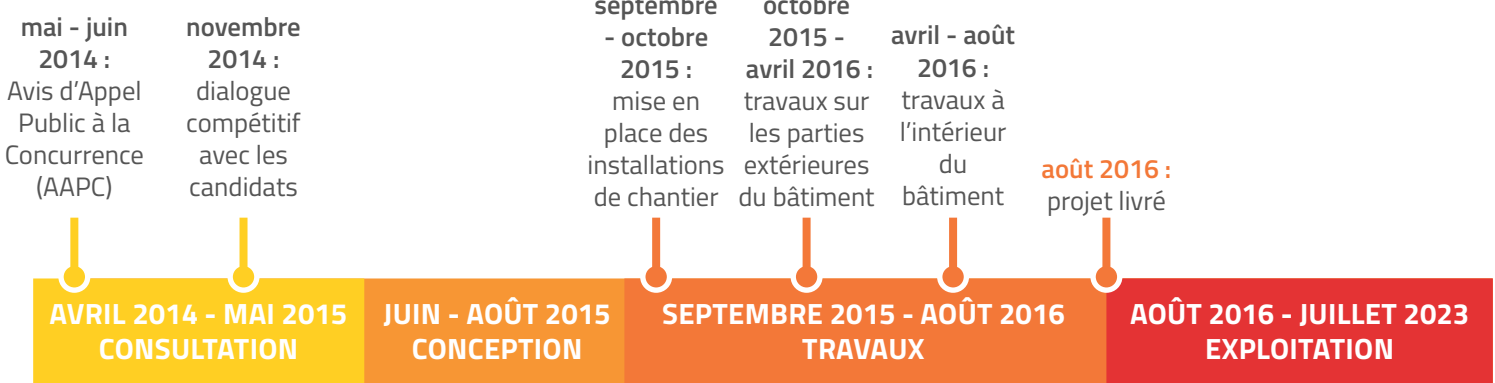 mai - juin
2014 :
Avis d’Appel
Public à la
Concurrence
(AAPC)
novembre
2014 :
dialogue
compétitif
avec les
candidats
septembre
- octobre
2015 :
mise en
place des
installations
de chantier
octobre
2015 -
avril 2016 :
travaux sur
les parties
extérieures
du bâtiment
avril - août
2016 :
travaux à
l’intérieur
du
bâtiment
août 2016 :
projet livré
AVRIL 2014 - MAI 2015
CONSULTATION
JUIN - AOÛT 2015
CONCEPTION
SEPTEMBRE 2015 - AOÛT 2016
TRAVAUX
AOÛT 2016 - JUILLET 2023
EXPLOITATION